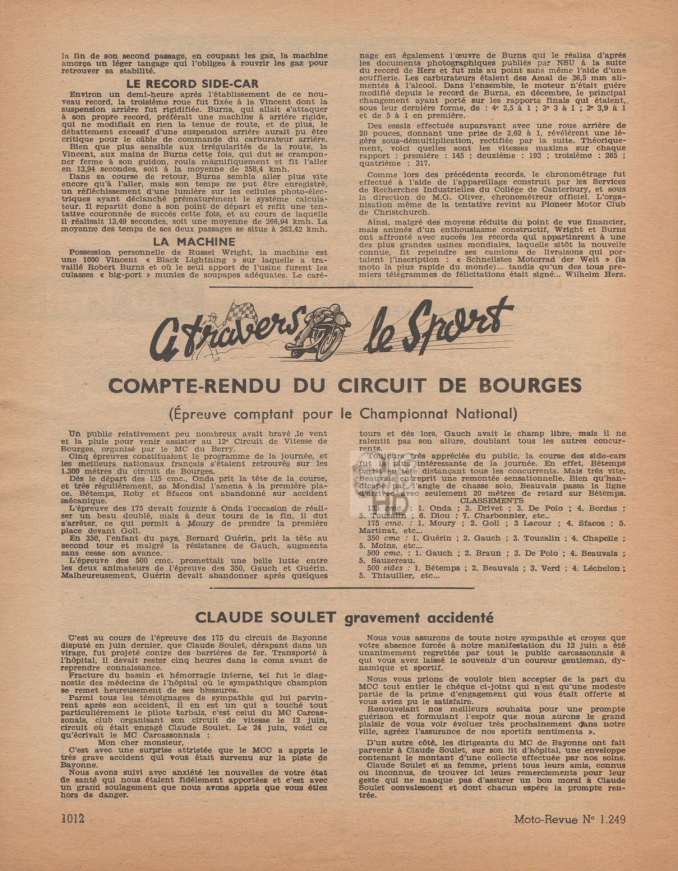 la fin de son second passage, en coupant les gaz, la machine
amorça un léger tangage qui l'obligea à rouvrir les gaz pour
retrouver sa stabilité.
LE RECORD SIDE-CAR
Environ un demi-heure après l'établissement de ce nou-
veau record, la troisième roue fut fixée à la Vincent dont la
suspension arrière fut rigidifiée. Burns, qui allait s'attaquer
à son propre record, préférait une machine à arrière rigide,
qui ne modifiait en rien la tenue de route, et de plus, le
débattement excessif d'une suspension arrière aurait pu être
critique pour le câble de commande du carburateur arrière.
Bien que plus sensible aux irrégularités de la route, la
Vincent, aux mains de Burns cette fois, qui dut se crampon-
ner ferme à son guidon, roula magnifiquement et fit l'aller
en 13,94 secondes, soit à la moyenne de 258,4 kmh.
Dans sa course de retour, Burns sembla aller plus vite
encore qu'à l'aller, mais son temps ne put être enregistré,
un réfléchissement d'une lumière sur les cellules photo-élec-
triques ayant déclanché prématurément le système calcula-
teur. Il repartit donc à son point de départ et refit une ten-
tative couronnée de succès cette fois, et au cours de laquelle
il réalisait 13,49 secondes, soit une moyenne de 266,94 kmh. La
moyenne des temps de ses deux passages se situe à 262,42 kmh.
LA MACHINE
Possession personnelle de Russel Wright, la machine est
une 1000 Vincent « Black Lightning » sur laquelle a tra-
vaillé Robert Burns et où le seul apport de l'usine furent les
culasses « big-port » munies de soupapes adéquates. Le caré-
nage est également l'œuvre de Burns qui le réalisa d'après
les documents photographiques publiés par NSU à la suite
du record de Herz et fut mis au point sans même l'aide d'une
soufflerie. Les carburateurs étaient des Amal de 36,5 mm ali-
mentés à l'alcool. Dans l'ensemble, le moteur n'était guère
modifié depuis le record de Burns, en décembre, le principal
changement ayant porté sur les rapports finals qui étaient,
sous leur dernière forme, de : 4e 2,5 à 1 ; 3e 3 à 1 ; 2e 3,9 à 1
et de 5 à 1 en première.
Des essais effectués auparavant avec une roue arrière de
20 pouces, donnant une prise de 2,62 à 1, révélèrent une lé-
gère sous-démultiplication, rectifiée par la suite. Théorique-
ment, voici quelles sont les vitesses maxima sur chaque
rapport : première : 145 ; deuxième : 193 ; troisième : 265 ;
quatrième : 317.
Comme lors des précédents records, le chronométrage fut
effectué à l'aide de l'appareillage construit par les Services
de Recherches Industrielles du Collège de Canterbury, et sous
la direction de M.G. Oliver, chronométreur officiel. L'orga-
nisation même de la tentative revint au Pioneer Motor Club
de Christchurch.
Ainsi, malgré des moyens réduits du point de vue financier,
mais animés d'un enthousiasme constructif, Wright et Burns
ont affronté avec succès les records qui appartinrent à une
des plus grandes usines mondiales, laquelle sitôt la nouvelle
connue, fit repeindre ses camions de livraisons qui por-
taient l'inscription : « Schnellstes Motorrad der Welt » (la
moto la plus rapide du monde)... tandis qu'un des tous pre-
miers télégrammes de félicitations était signé... Wilhelm Herz.
à travers le Sport
COMPTE-RENDU DU CIRCUIT DE BOURGES
(Épreuve comptant pour le Championnat National)
Un public relativement peu nombreux avait bravé le vent
et la pluie pour venir assister au 12e Circuit de Vitesse de
Bourges, organisé par le MC du Berry.
Cinq épreuves constituaient le programme de la journée, et
les meilleurs nationaux français s'étaient retrouvés sur les
1.300 mètres du circuit de Bourges.
Dès le départ des 125 cmc., Onda prit la tête de la course,
et très régulièrement, sa Mondial l'amena à la première pla-
ce. Bétemps, Roby et Sfacos ont abandonné sur accident
mécanique.
L'épreuve des 175 devait fournir à Onda l'occasion de réali-
ser un beau doublé, mais à deux tours de la fin, il dut
s'arrêter, ce qui permit à Moury de prendre la première
place devant Goll.
En 350, l'enfant du pays, Bernard Guérin, prit la tête au
second tour et malgré la résistance de Gauch, augmenta
sans cesse son avance.
L'épreuve des 500 cmc. promettait une belle lutte entre
les deux animateurs de l'épreuve des 350, Gauch et Guérin.
Malheureusement, Guérin devait abandonner après quelques
tours et dès lors, Gauch avait le champ libre, mais il ne
ralentit pas son allure, doublant tous les autres concur-
rents.
très appréciée du public, la course des side-cars
intéressante de la journée. En effet, Bétemps
distançant tous les concurrents. Mais très vite,
Beauvais reprit une remontée sensationnelle. Bien qu'han-
angle de chasse solo, Beauvais passa la ligne
avec seulement 20 mètres de retard sur Bétemps.
CLASSEMENTS
1. Onda ; 2. Drivet ; 3. De Polo ; 4. Bordas ;
5. Touzalin ; 6. Diou ; 7. Charbonnier, etc..
175 cmc. : 1. Moury ; 2. Goll ; 3 Lacour ; 4. Sfacos ; 5.
Martinat, etc...
350 cmc : 1. Guérin ; 2. Gauch ; 3. Touzalin ; 4. Chapelle ;
5. Moins, etc...
500 cmc. : 1. Gauch ; 2. Braun ; 3. De Polo ; 4. Beauvais ;
5. Sauzereau.
500 sides : 1. Bétemps ; 2. Beauvais ; 3. Verd ; 4. Léchelon ;
5. Thiauller, etc...
CLAUDE SOULET gravement accidenté
C'est au cours de l'épreuve des 175 du circuit de Bayonne
disputé en juin dernier, que Claude Soulet, dérapant dans un
virage, fut projeté contre des barrières de fer. Transporté à
l'hôpital, il devait rester cinq heures dans le coma avant de
reprendre connaissance.
Fracture du bassin et hémorragie interne, tel fut le diag-
nostic des médecins de l'hôpital où le sympathique champion
se remet heureusement de ses blessures.
Parmi tous les témoignages de sympathie qui lui parvin-
rent après son accident, il en est un qui a touché tout
particulièrement le pilote tarbais, c'est celui du MC Carcas-
sonais, club organisant son circuit de vitesse le 12 juin,
circuit où était engagé Claude Soulet. Le 24 juin, voici ce
qu'écrivait le MC Carcassonnais :
Mon cher monsieur,
C'est avec une surprise attristée que le MCC a appris le
très grave accident qui vous était survenu sur la piste de
Bayonne.
Nous avons suivi avec anxiété les nouvelles de votre état
de santé qui nous étaient fidèlement apportées et c'est avec
un grand soulagement que nous avons appris que vous étiez
hors de danger.
Nous vous assurons de toute notre sympathie et croyez que
votre absence forcée à notre manifestation du 12 juin a été
unanimement regrettée par tout le public carcassonnais à
qui vous avez laissé le souvenir d'un coureur gentleman, dy-
namique et sportif.
Nous vous prions de vouloir bien accepter de la part du
MCC tout entier le chèque ci-joint qui n'est qu'une modeste
partie de la prime d'engagement qui vous était offerte si
vous aviez pu le satisfaire.
Renouvelant nos meilleurs souhaits pour une prompte
guérison et formulant l'espoir que nous aurons le grand
plaisir de vous voir évoluer très prochainement dans notre
ville, agréez l'assurance de nos sportifs sentiments ».
D'un autre côté, les dirigeants du MC de Bayonne ont fait
parvenir à Claude Soulet, sur son lit d'hôpital, une enveloppe
contenant le montant d'une collecte effectuée par nos soins.
Claude Soulet et sa femme, prient tous leurs amis, connus
ou inconnus, de trouver ici leurs remerciements pour leur
geste qui ne manque pas d'assurer un bon moral à Claude
Soulet convalescent et dont chacun espère la prompte ren-
trée.
1012
Moto-Revue N° 1.249